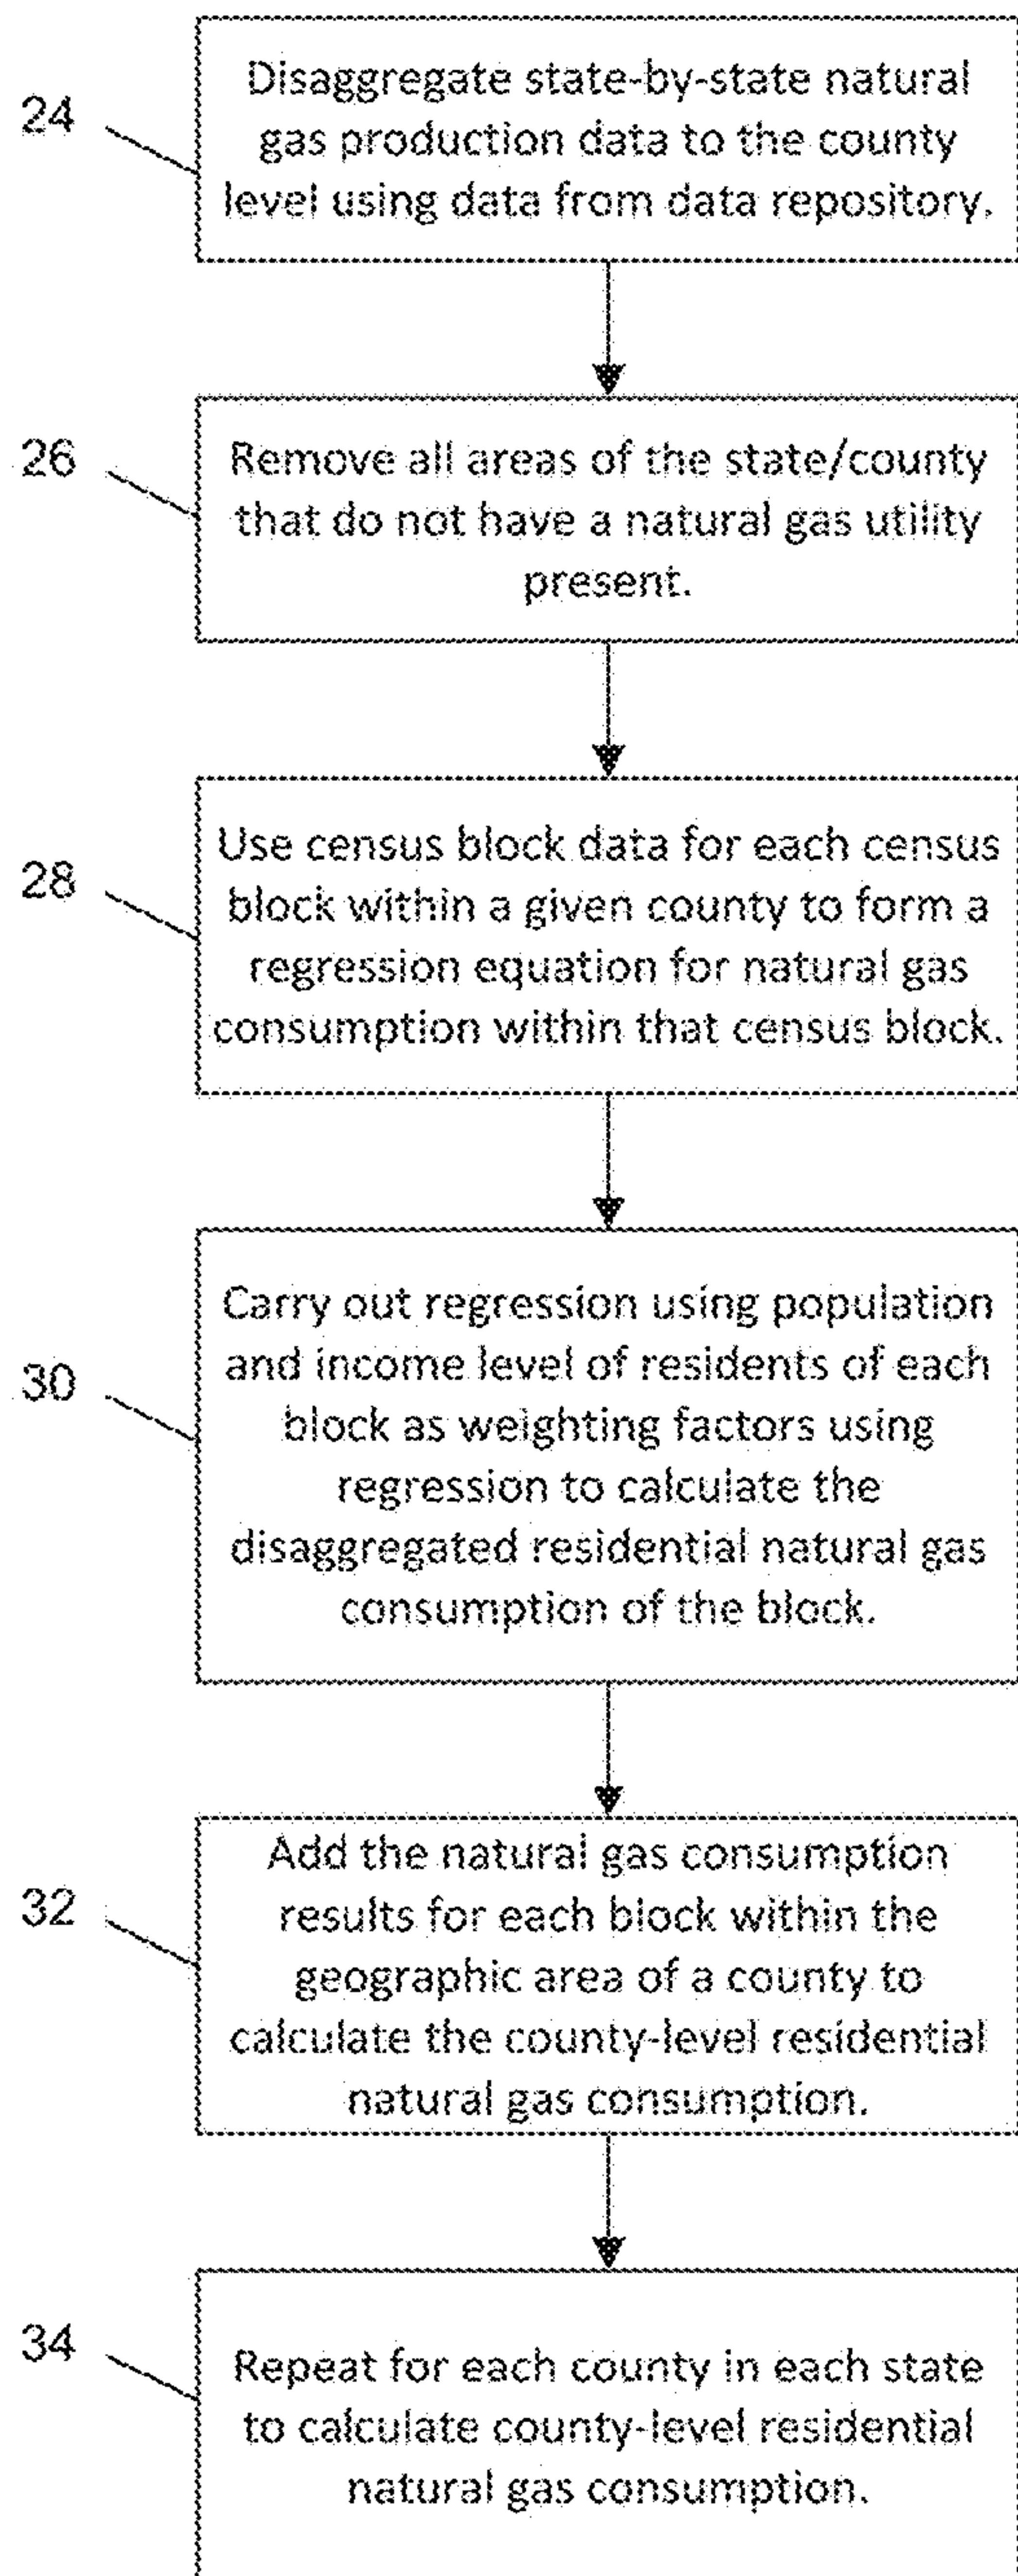 24
Disaggregate state-by-state natural
gas production data to the county
level using data from data repository.
26
Remove all areas of the state/county
that do not have a natural gas utility
present.
28
Use census block data for each census
block within a given county to form a
regression equation for natural gas
consumption within that census block.
30
Carry out regression using population
and income level of residents of each
block as weighting factors using
regression to calculate the
disaggregated residential natural gas
consumption of the block.
32
Add the natural gas consumption
results for each block within the
geographic area of a county to
calculate the county-level residential
natural gas consumption.
34
Repeat for each county in each state
to calculate county-level residential
natural gas consumption.